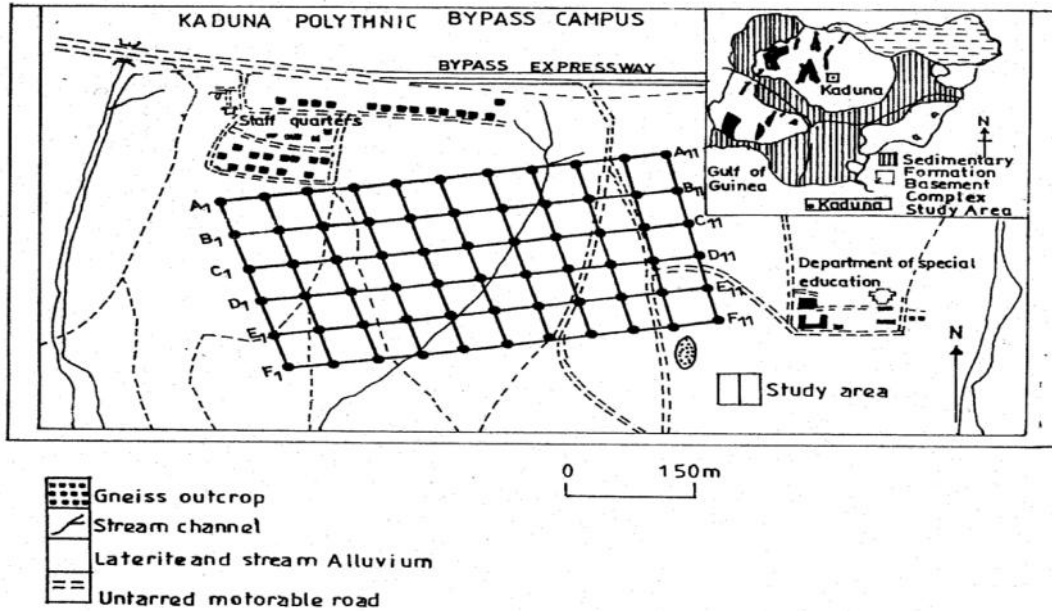 KADUNA POLYTHNIC BYPASS CAMPUS
BYPASS EXPRESSWAY
Staff quarters
A1
B1
C1
D1
E1
F1
A11
B11
C11
D11
E11
F11
Kaduna
N
Gulf of
Guinea
Sedimentary
Formation
Basement
Complex
Kaduna Study Area
Department of special
education
N
Study area
0 150m
Gneiss outcrop
Stream channel
Laterite and stream Alluvium
Untarred motorable road